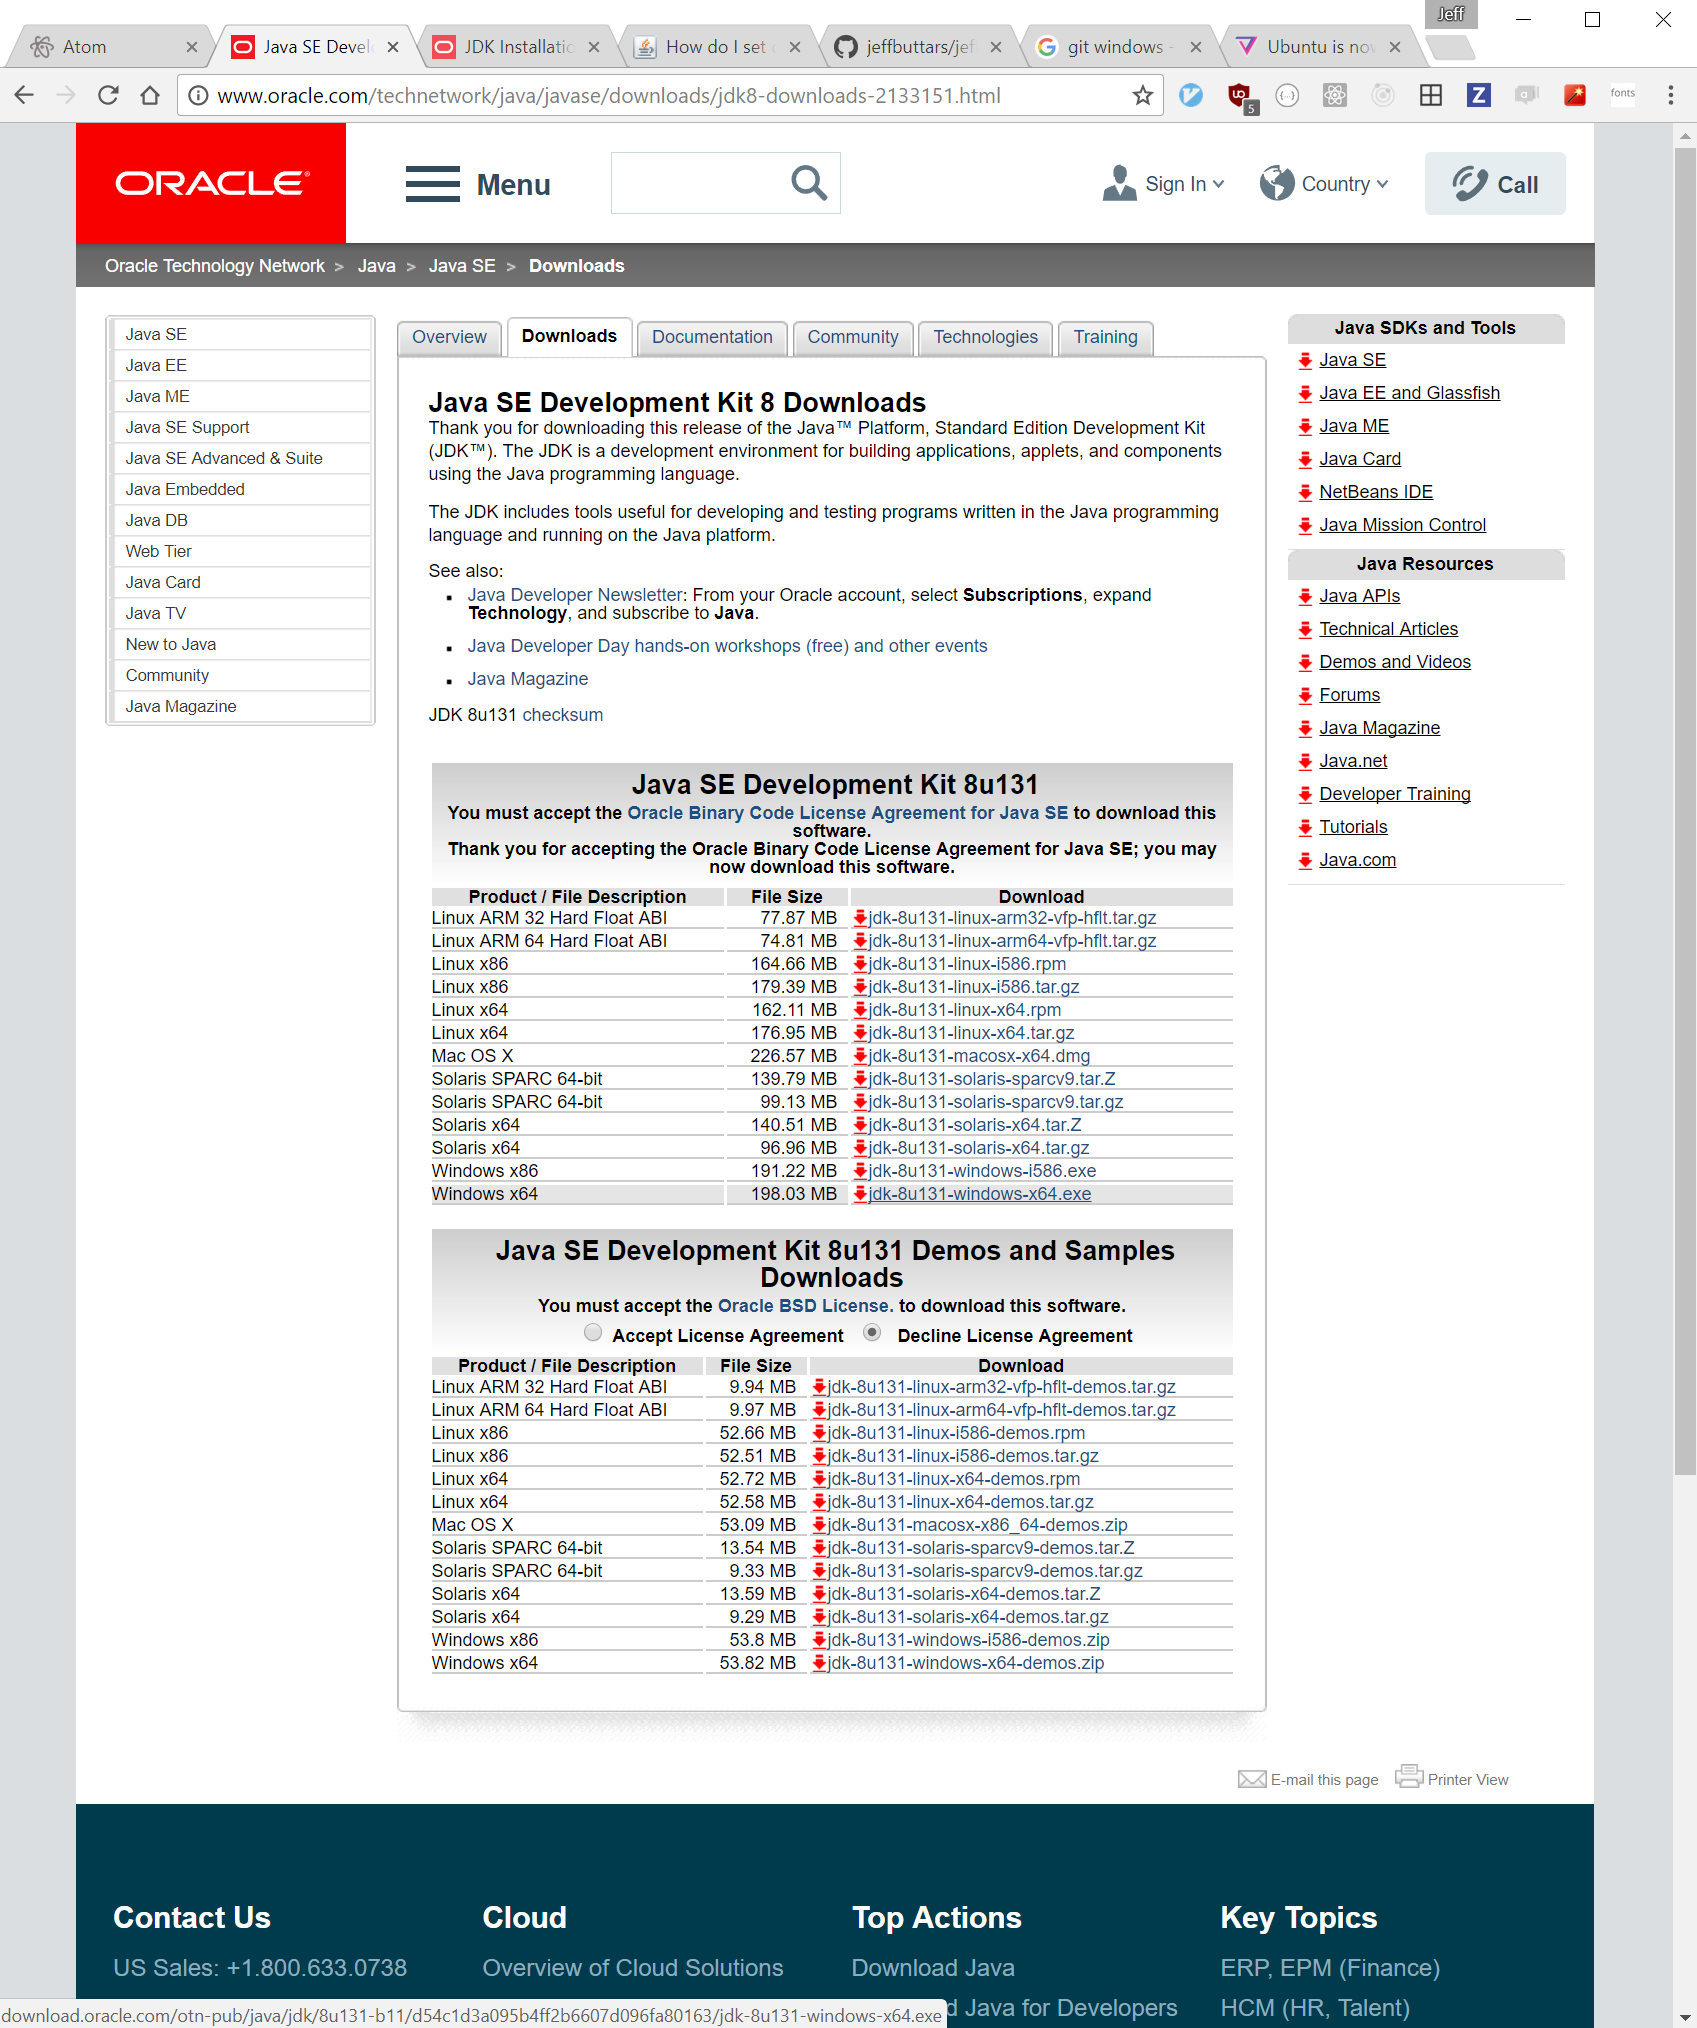 Jeff
Atom
Java SE Devel
JDK Installatio
How do I set
jeffbuttars/jef
git windows -
Ubuntu is no
www.oracle.com/technetwork/java/javase/downloads/jdk8-downloads-2133151.html
5
Z
fonts
ORACLE®
Menu
Sign In
Country
Call
Oracle Technology Network > Java > Java SE > Downloads
Java SE
Java EE
Java ME
Java SE Support
Java SE Advanced & Suite
Java Embedded
Java DB
Web Tier
Java Card
Java TV
New to Java
Community
Java Magazine
Overview
Downloads
Documentation
Community
Technologies
Training
Java SE Development Kit 8 Downloads
Thank you for downloading this release of the Java™ Platform, Standard Edition Development Kit
(JDK™). The JDK is a development environment for building applications, applets, and components
using the Java programming language.
The JDK includes tools useful for developing and testing programs written in the Java programming
language and running on the Java platform.
See also:
Java Developer Newsletter: From your Oracle account, select Subscriptions, expand
Technology, and subscribe to Java.
Java Developer Day hands-on workshops (free) and other events
Java Magazine
JDK 8u131 checksum
Java SE Development Kit 8u131
You must accept the Oracle Binary Code License Agreement for Java SE to download this
software.
Thank you for accepting the Oracle Binary Code License Agreement for Java SE; you may
now download this software.
Product / File Description File Size Download
Linux ARM 32 Hard Float ABI 77.87 MB jdk-8u131-linux-arm32-vfp-hflt.tar.gz
Linux ARM 64 Hard Float ABI 74.81 MB jdk-8u131-linux-arm64-vfp-hflt.tar.gz
Linux x86 164.66 MB jdk-8u131-linux-i586.rpm
Linux x86 179.39 MB jdk-8u131-linux-i586.tar.gz
Linux x64 162.11 MB jdk-8u131-linux-x64.rpm
Linux x64 176.95 MB jdk-8u131-linux-x64.tar.gz
Mac OS X 226.57 MB jdk-8u131-macosx-x64.dmg
Solaris SPARC 64-bit 139.79 MB jdk-8u131-solaris-sparcv9.tar.Z
Solaris SPARC 64-bit 99.13 MB jdk-8u131-solaris-sparcv9.tar.gz
Solaris x64 140.51 MB jdk-8u131-solaris-x64.tar.Z
Solaris x64 96.96 MB jdk-8u131-solaris-x64.tar.gz
Windows x86 191.22 MB jdk-8u131-windows-i586.exe
Windows x64 198.03 MB jdk-8u131-windows-x64.exe
Java SE Development Kit 8u131 Demos and Samples
Downloads
You must accept the Oracle BSD License. to download this software.
Accept License Agreement Decline License Agreement
Product / File Description File Size Download
Linux ARM 32 Hard Float ABI 9.94 MB jdk-8u131-linux-arm32-vfp-hflt-demos.tar.gz
Linux ARM 64 Hard Float ABI 9.97 MB jdk-8u131-linux-arm64-vfp-hflt-demos.tar.gz
Linux x86 52.66 MB jdk-8u131-linux-i586-demos.rpm
Linux x86 52.51 MB jdk-8u131-linux-i586-demos.tar.gz
Linux x64 52.72 MB jdk-8u131-linux-x64-demos.rpm
Linux x64 52.58 MB jdk-8u131-linux-x64-demos.tar.gz
Mac OS X 53.09 MB jdk-8u131-macosx-x86_64-demos.zip
Solaris SPARC 64-bit 13.54 MB jdk-8u131-solaris-sparcv9-demos.tar.Z
Solaris SPARC 64-bit 9.33 MB jdk-8u131-solaris-sparcv9-demos.tar.gz
Solaris x64 13.59 MB jdk-8u131-solaris-x64-demos.tar.Z
Solaris x64 9.29 MB jdk-8u131-solaris-x64-demos.tar.gz
Windows x86 53.8 MB jdk-8u131-windows-i586-demos.zip
Windows x64 53.82 MB jdk-8u131-windows-x64-demos.zip
Java SDKs and Tools
Java SE
Java EE and Glassfish
Java ME
Java Card
NetBeans IDE
Java Mission Control
Java Resources
Java APIs
Technical Articles
Demos and Videos
Forums
Java Magazine
Java.net
Developer Training
Tutorials
Java.com
E-mail this page
Printer View
Contact Us
US Sales: +1.800.633.0738
Cloud
Overview of Cloud Solutions
Top Actions
Download Java
d Java for Developers
Key Topics
ERP, EPM (Finance)
HCM (HR, Talent)
download.oracle.com/otn-pub/java/jdk/8u131-b11/d54c1d3a095b4ff2b6607d096fa80163/jdk-8u131-windows-x64.exe